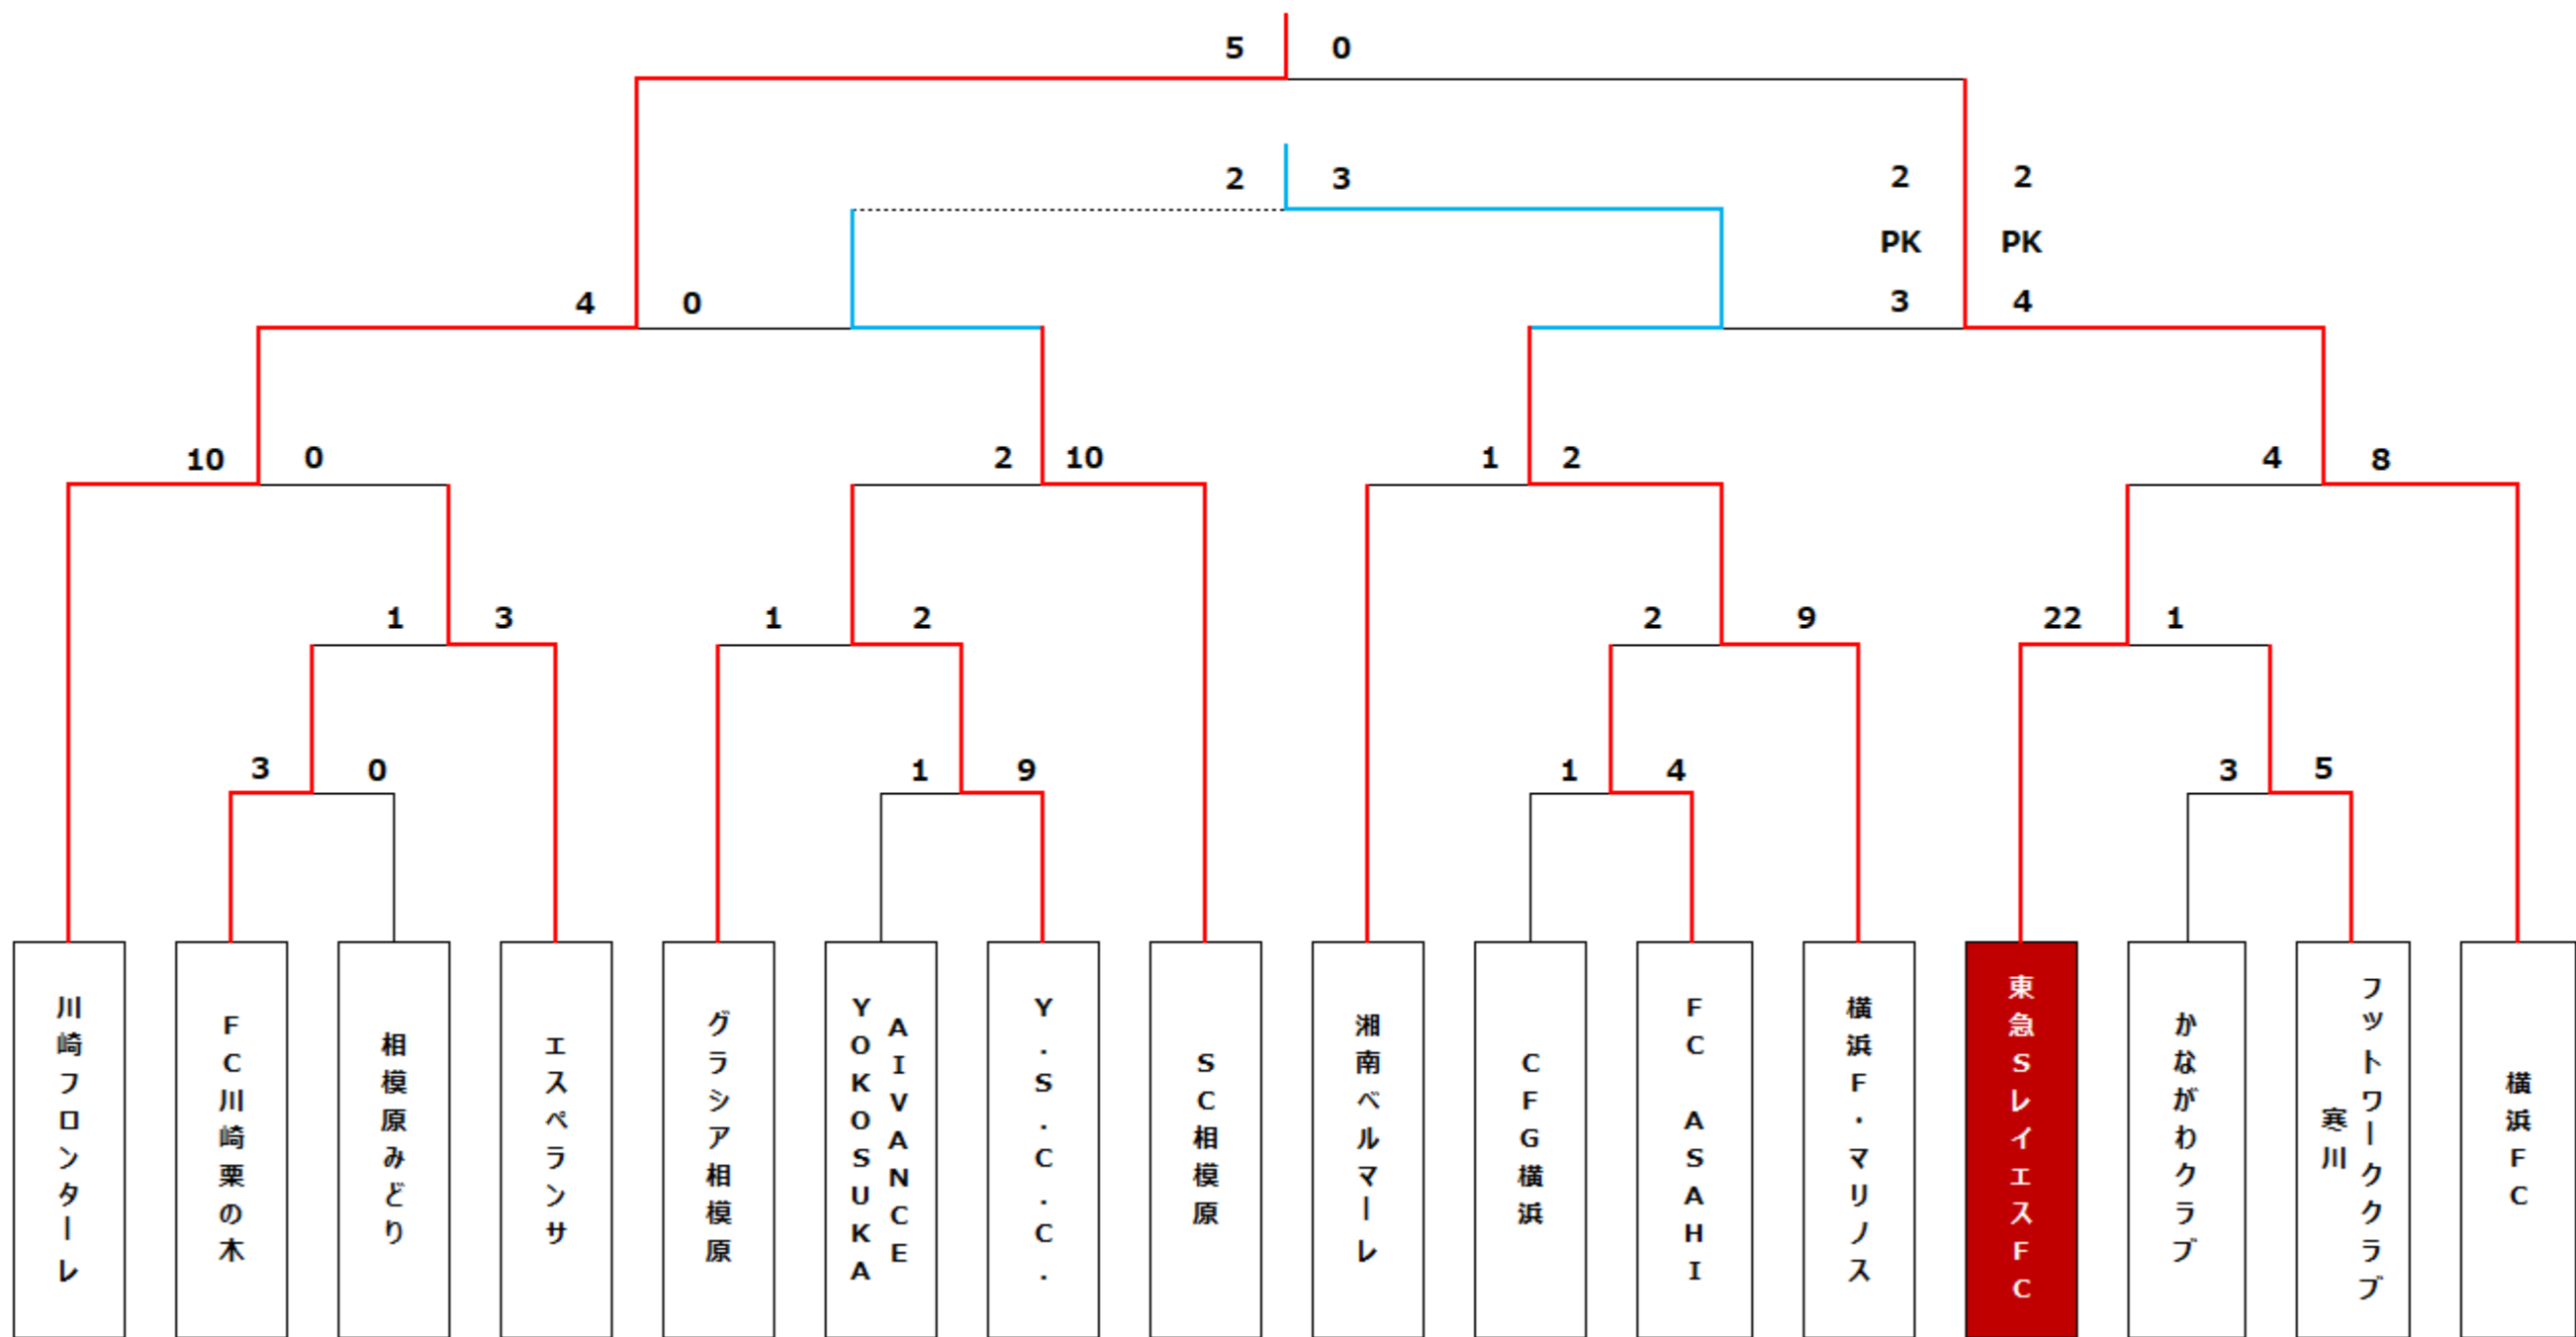 5 0
2 3
2 2
PK PK
3 4
4 0
10 0
2 10
1 2
4 8
1 3
1 2
2 9
22 1
3 0
1 9
1 4
3 5
川崎フロンターレ
FC川崎栗の木
相模原みどり
エスペランサ
グラシア相模原
AIVANCE
YOKOSUKA
Y.S.C.C.
SC相模原
湘南ベルマーレ
CFG横浜
FC ASAHI
横浜F・マリノス
東急SレイエスFC
かながわクラブ
フットワーククラブ
寒川
横浜FC